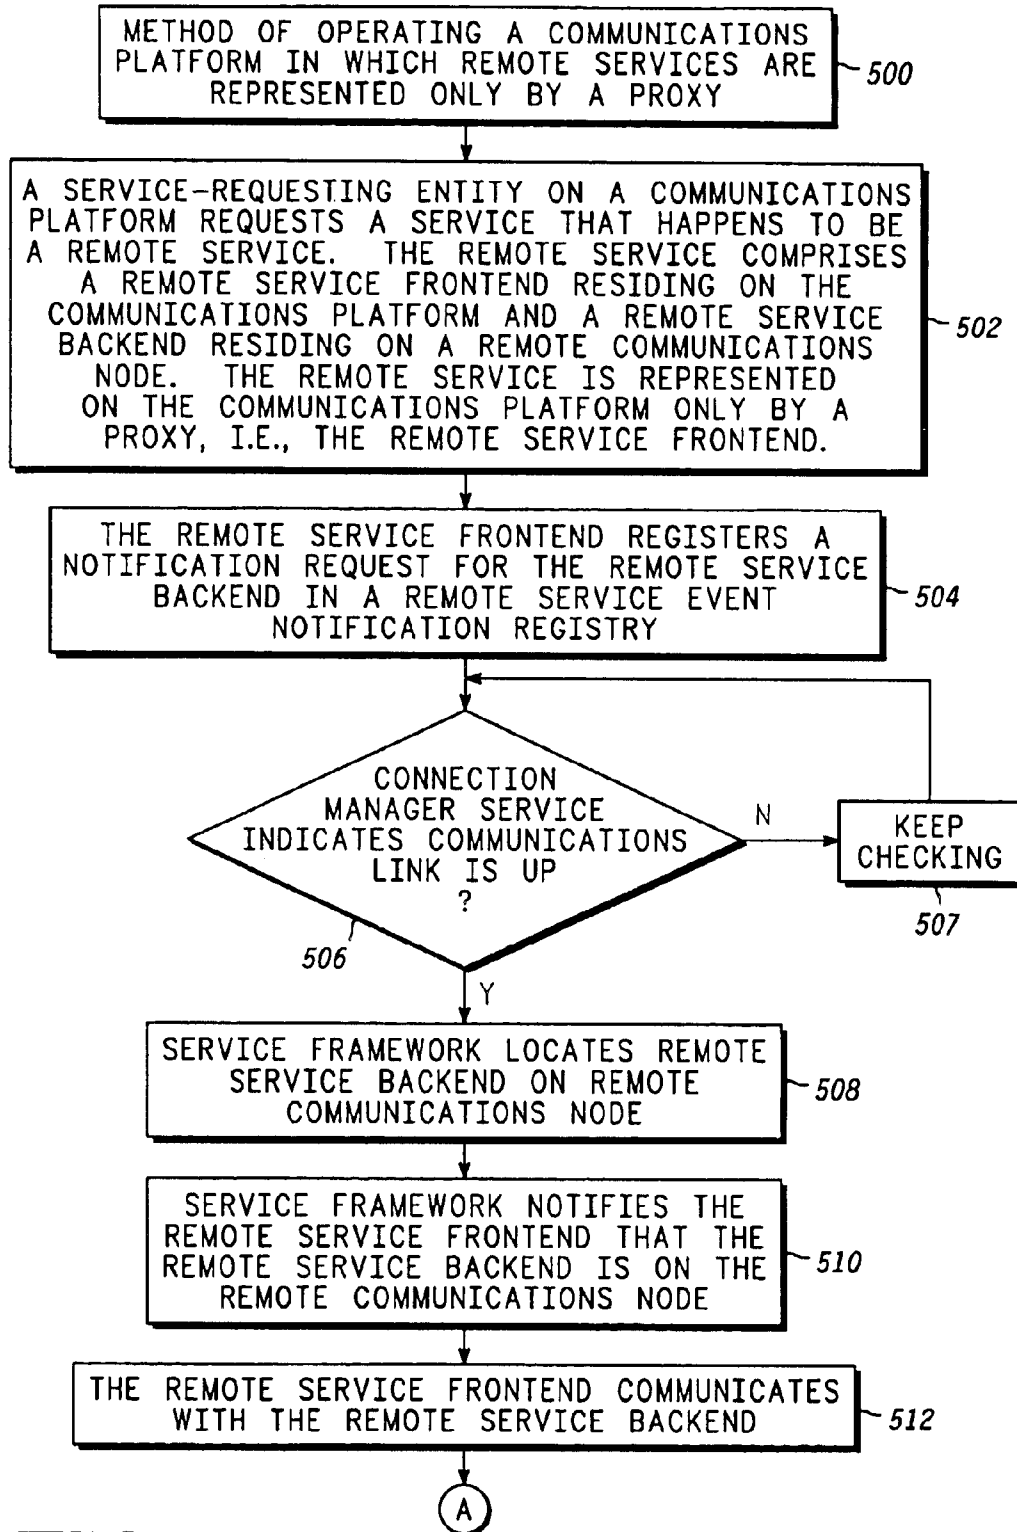 METHOD OF OPERATING A COMMUNICATIONS
PLATFORM IN WHICH REMOTE SERVICES ARE
REPRESENTED ONLY BY A PROXY
500
A SERVICE-REQUESTING ENTITY ON A COMMUNICATIONS
PLATFORM REQUESTS A SERVICE THAT HAPPENS TO BE
A REMOTE SERVICE. THE REMOTE SERVICE COMPRISES
A REMOTE SERVICE FRONTEND RESIDING ON THE
COMMUNICATIONS PLATFORM AND A REMOTE SERVICE
BACKEND RESIDING ON A REMOTE COMMUNICATIONS
NODE. THE REMOTE SERVICE IS REPRESENTED
ON THE COMMUNICATIONS PLATFORM ONLY BY A
PROXY, I.E., THE REMOTE SERVICE FRONTEND.
502
THE REMOTE SERVICE FRONTEND REGISTERS A
NOTIFICATION REQUEST FOR THE REMOTE SERVICE
BACKEND IN A REMOTE SERVICE EVENT
NOTIFICATION REGISTRY
504
CONNECTION
MANAGER SERVICE
INDICATES COMMUNICATIONS
LINK IS UP
?
506
N
KEEP
CHECKING
507
Y
SERVICE FRAMEWORK LOCATES REMOTE
SERVICE BACKEND ON REMOTE
COMMUNICATIONS NODE
508
SERVICE FRAMEWORK NOTIFIES THE
REMOTE SERVICE FRONTEND THAT THE
REMOTE SERVICE BACKEND IS ON THE
REMOTE COMMUNICATIONS NODE
510
THE REMOTE SERVICE FRONTEND COMMUNICATES
WITH THE REMOTE SERVICE BACKEND
512
A